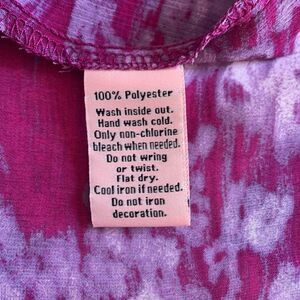 100% Polyester
Wash inside out.
Hand wash cold.
Only non-chlorine
bleach when needed.
Do not wring
or twist.
Flat dry.
Cool iron if needed.
Do not iron
decoration.